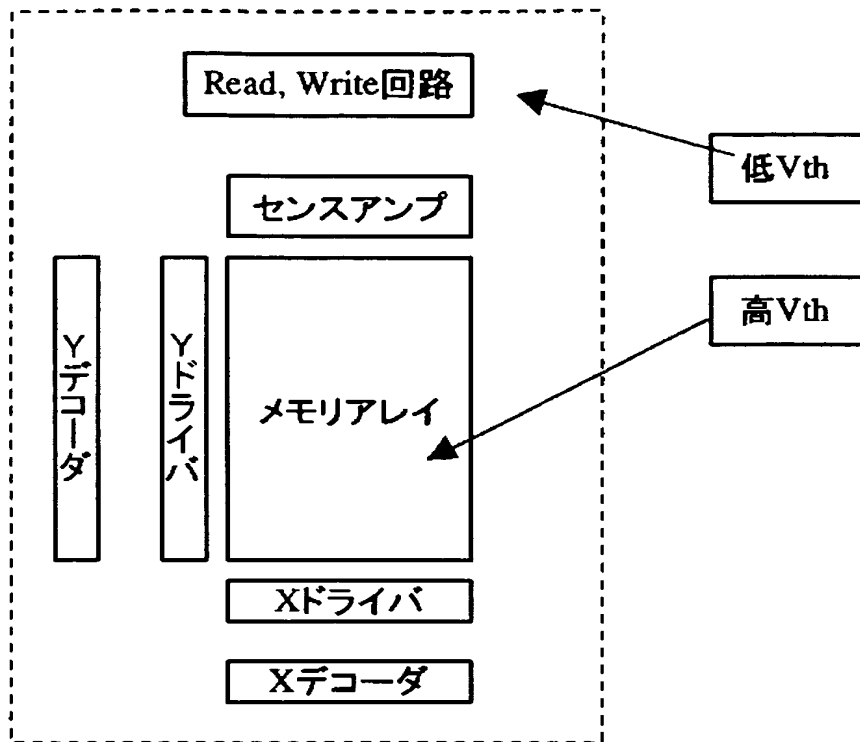 Read, Write回路
低Vth
センスアンプ
高Vth
Yデコーダ
Yドライバ
メモリアレイ
Xドライバ
Xデコーダ